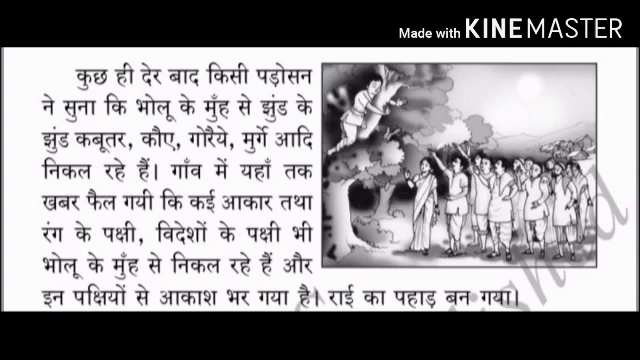 Made with KINEMASTER
कुछ ही देर बाद किसी पड़ोसन
ने सुना कि भोलू के मुँह से झुंड के
झुंड कबूतर, कौए, गोरैये, मुर्गे आदि
निकल रहे हैं। गाँव में यहाँ तक
खबर फैल गयी कि कई आकार तथा
रंग के पक्षी, विदेशों के पक्षी भी
भोलू के मुँह से निकल रहे हैं और
इन पक्षियों से आकाश भर गया है। राई का पहाड़ बन गया।